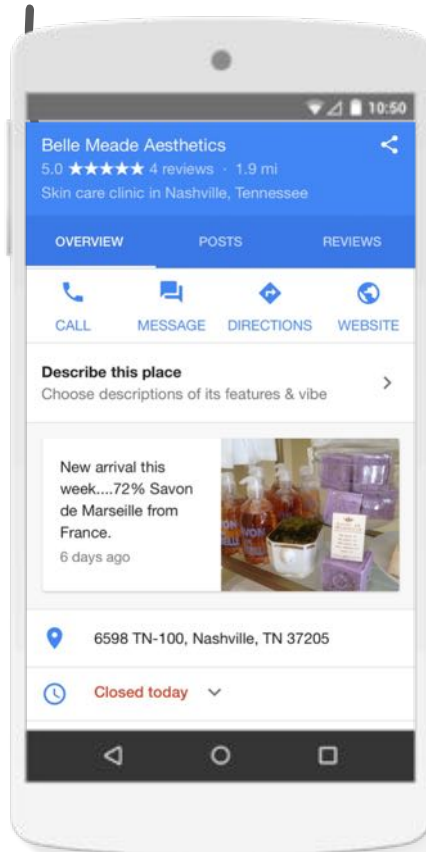 10:50
Belle Meade Aesthetics
5.0 ★★★★★ 4 reviews · 1.9 mi
Skin care clinic in Nashville, Tennessee
OVERVIEW POSTS REVIEWS
CALL MESSAGE DIRECTIONS WEBSITE
Describe this place
Choose descriptions of its features & vibe
New arrival this
week....72% Savon
de Marseille from
France.
6 days ago
6598 TN-100, Nashville, TN 37205
Closed today